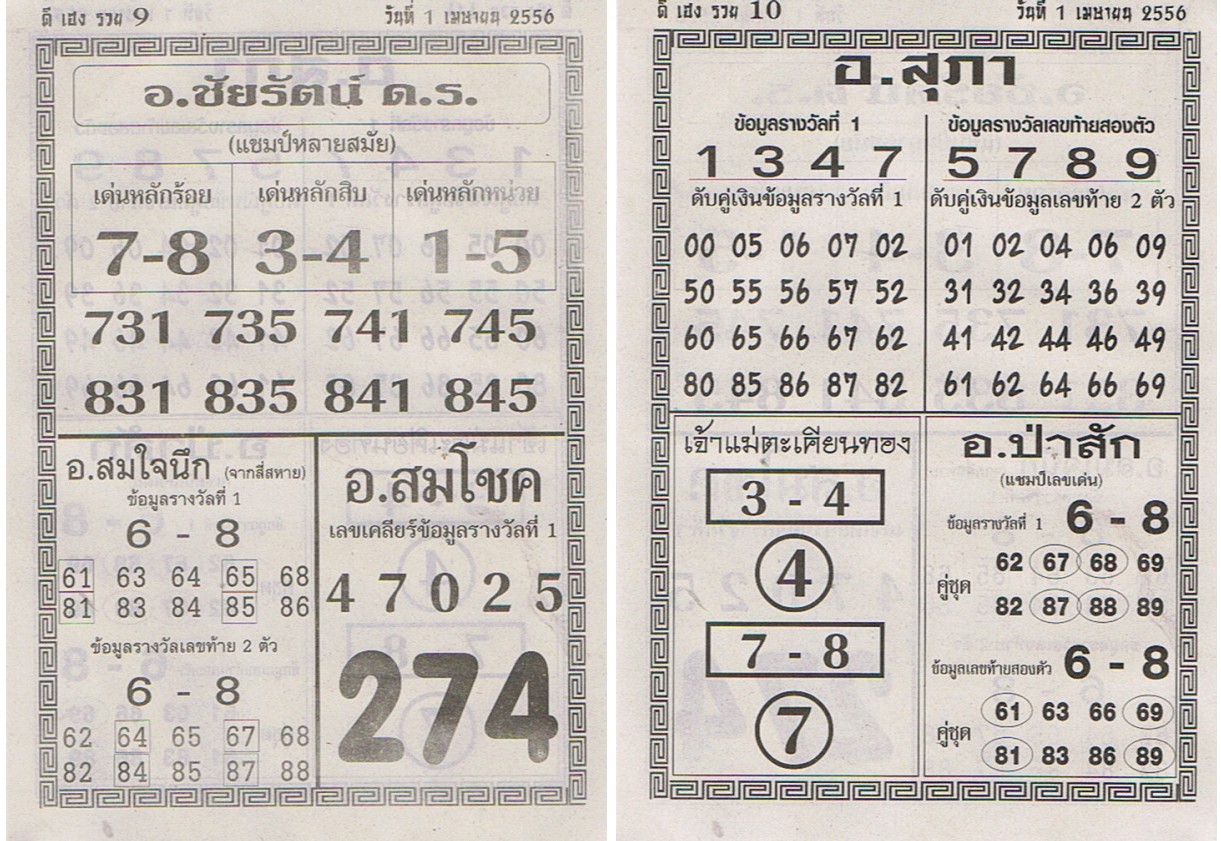 ดี เฮง รวย 9
วันที่ 1 เมษายน 2556
อ.ชัยรัตน์ ด.ร.
(แชมป์หลายสมัย)
เด่นหลักร้อย เด่นหลักสิบ เด่นหลักหน่วย
7-8 3-4 1-5
731 735 741 745
831 835 841 845
อ.สมใจนึก (จากสี่สหาย)
ข้อมูลรางวัลที่ 1
6 - 8
61 63 64 65 68
81 83 84 85 86
ข้อมูลรางวัลเลขท้าย 2 ตัว
6 - 8
62 64 65 67 68
82 84 85 87 88
อ.สมโชค
เลขเคลียร์ข้อมูลรางวัลที่ 1
4 7 0 2 5
274
ดี เฮง รวย 10
วันที่ 1 เมษายน 2556
อ.สุภา
ข้อมูลรางวัลที่ 1
1 3 4 7
ดับคู่เงินข้อมูลรางวัลที่ 1
00 05 06 07 02
50 55 56 57 52
60 65 66 67 62
80 85 86 87 82
ข้อมูลรางวัลเลขท้ายสองตัว
5 7 8 9
ดับคู่เงินข้อมูลเลขท้าย 2 ตัว
01 02 04 06 09
31 32 34 36 39
41 42 44 46 49
61 62 64 66 69
เจ้าแม่ตะเคียนทอง
3 - 4
4
7 - 8
7
อ.ป่าสัก
(แชมป์เลขเด่น)
ข้อมูลรางวัลที่ 1 6 - 8
62 67 68 69
คู่ชุด
82 87 88 89
ข้อมูลเลขท้ายสองตัว 6 - 8
61 63 66 69
คู่ชุด
81 83 86 89